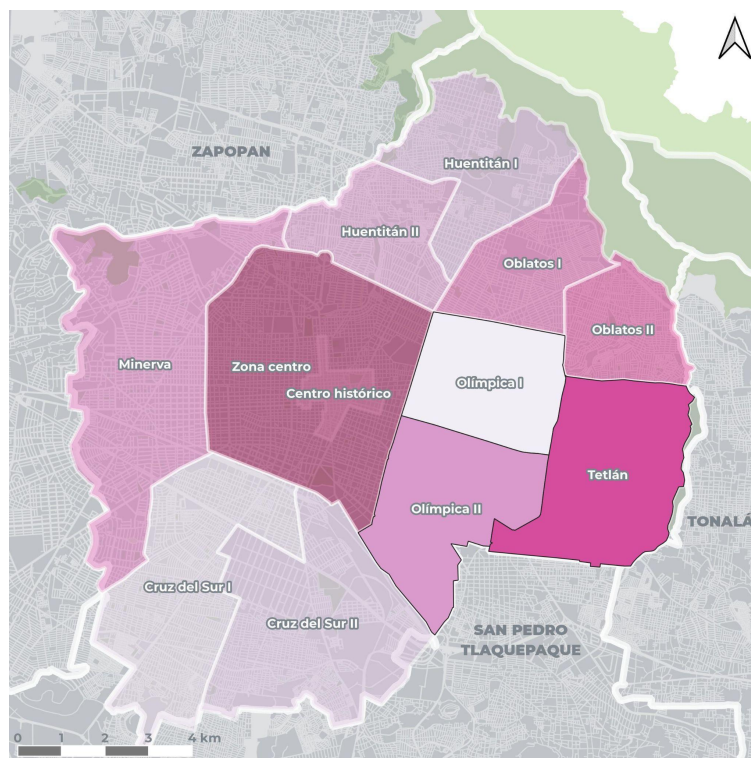 ZAPOPAN
Huentitán I
Huentitán II
Oblatos I
Oblatos II
Minerva
Zona centro
Centro histórico
Olímpica I
Tetlán
Olímpica II
TONALÁ
Cruz del Sur I
Cruz del Sur II
SAN PEDRO
TLAQUEPAQUE
0 1 2 3 4 km